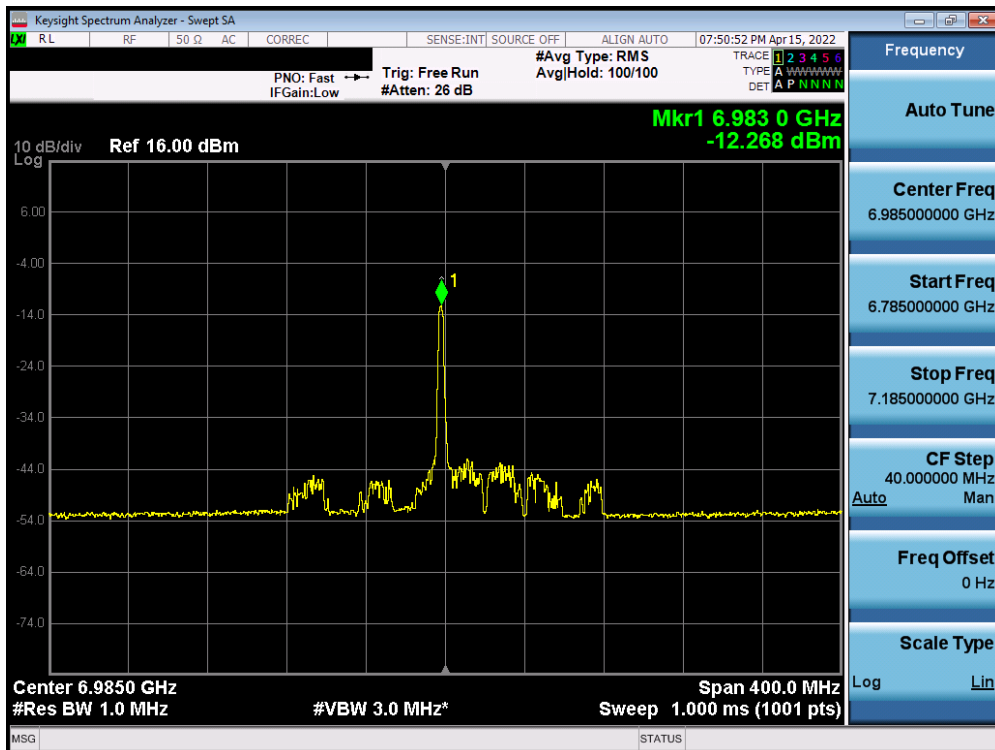 Keysight Spectrum Analyzer - Swept SA
LXI RL RF 50 Ω AC CORREC SENSE:INT SOURCE OFF ALIGN AUTO 07:50:52 PM Apr 15, 2022
PNO: Fast
IFGain:Low
Trig: Free Run
#Atten: 26 dB
#Avg Type: RMS
Avg|Hold: 100/100
TRACE 1 2 3 4 5 6
TYPE A WWWWW
DET A P N N N N
Mkr1 6.983 0 GHz
-12.268 dBm
10 dB/div Ref 16.00 dBm
Log
6.00
-4.00
-14.0
-24.0
-34.0
-44.0
-54.0
-64.0
-74.0
1
Center 6.9850 GHz Span 400.0 MHz
#Res BW 1.0 MHz #VBW 3.0 MHz* Sweep 1.000 ms (1001 pts)
MSG STATUS
Frequency
Auto Tune
Center Freq
6.985000000 GHz
Start Freq
6.785000000 GHz
Stop Freq
7.185000000 GHz
CF Step
40.000000 MHz
Auto Man
Freq Offset
0 Hz
Scale Type
Log Lin